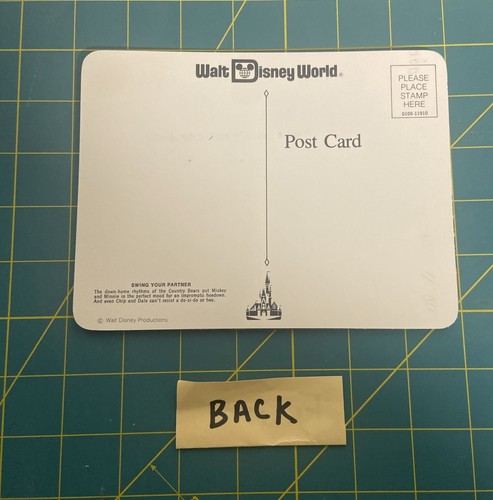 Walt Disney World®
PLEASE
PLACE
STAMP
HERE
0100-11910
Post Card
SWING YOUR PARTNER
The down-home rhythms of the Country Bears put Mickey
and Minnie in the perfect mood for an impromptu hoedown.
And even Chip and Dale can't resist a do-si-do or two.
© Walt Disney Productions
BACK